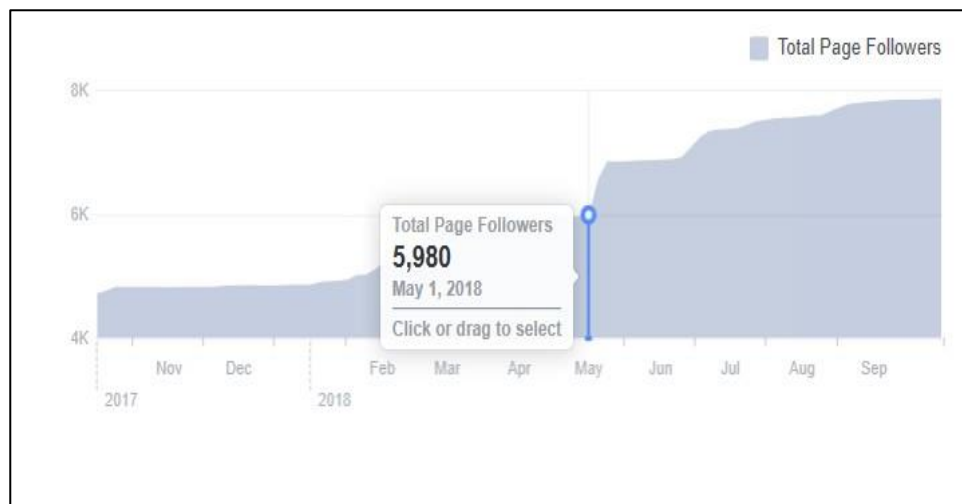 Total Page Followers
8K
6K
Total Page Followers
5,980
May 1, 2018
Click or drag to select
4K
Nov Dec Feb Mar Apr May Jun Jul Aug Sep
2017 2018